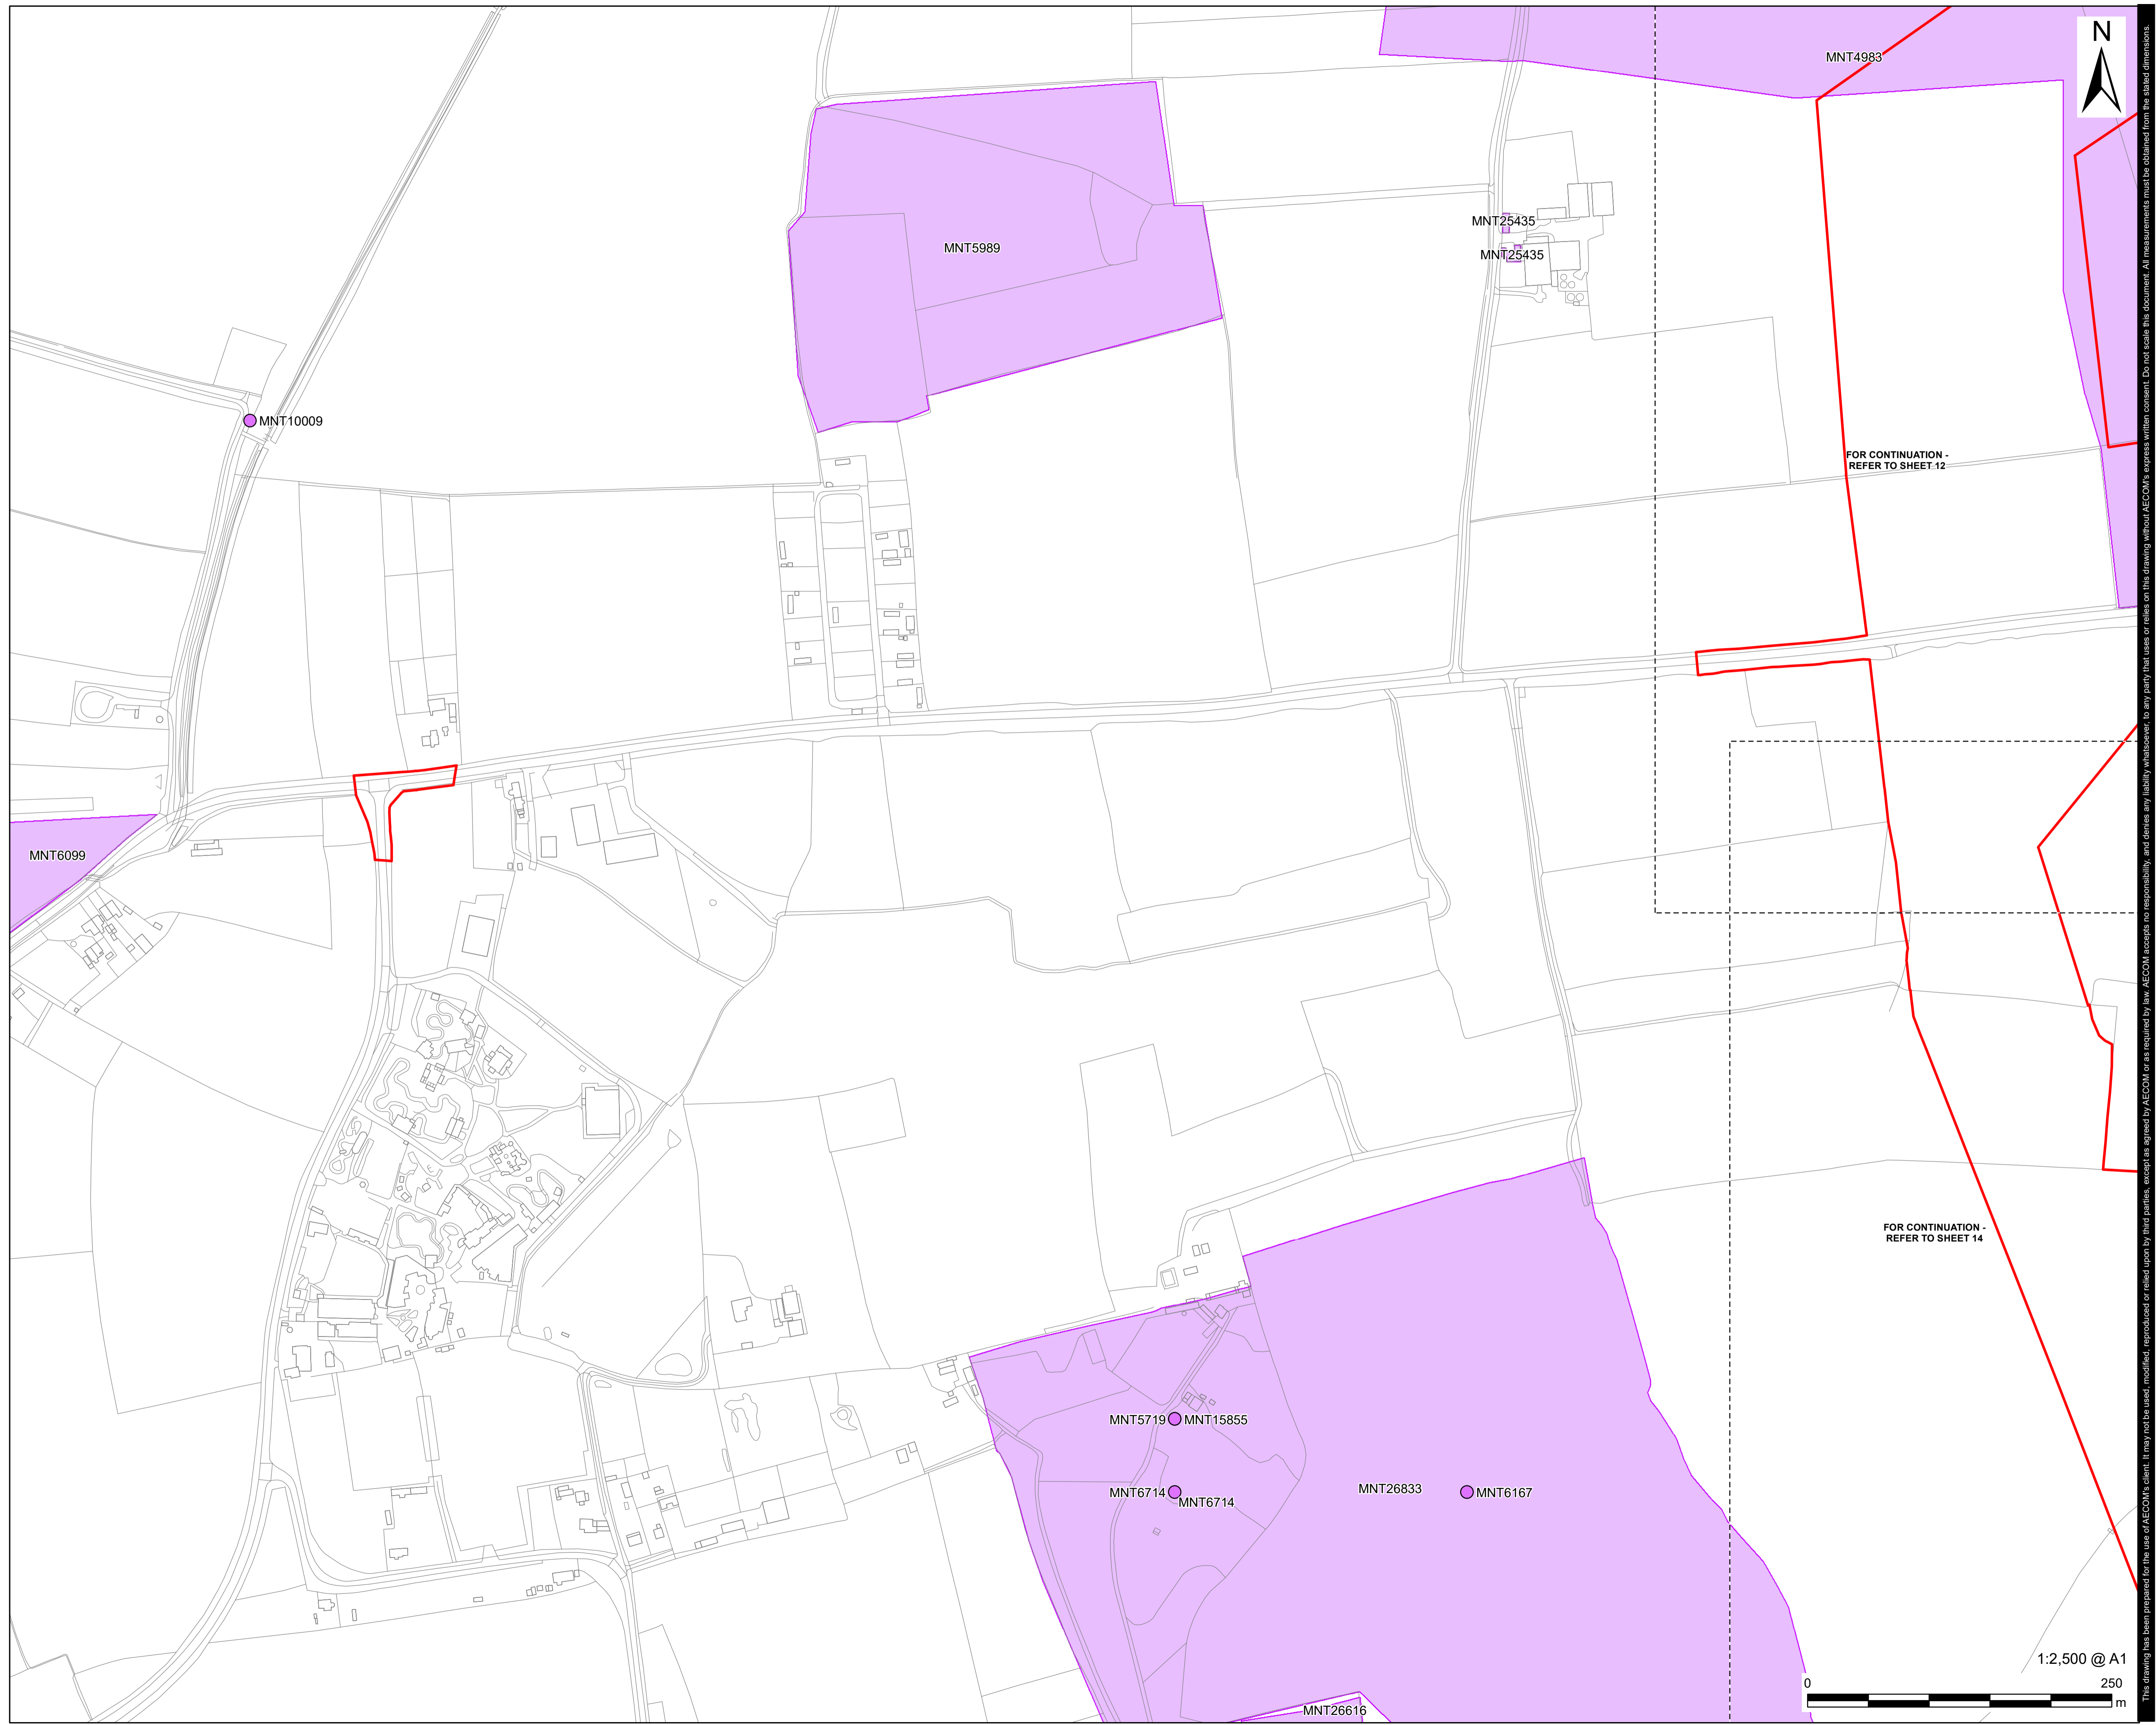 MNT4983
N
MNT25435
MNT5989
MNT25435
MNT10009
FOR CONTINUATION -
REFER TO SHEET 12
MNT6099
FOR CONTINUATION -
REFER TO SHEET 14
MNT5719
MNT15855
MNT6714
MNT6714
MNT26833
MNT6167
1:2,500 @ A1
0
250
m
MNT26616
This drawing has been prepared for the use of AECOM's client. It may not be used, modified, reproduced or relied upon by third parties, except as agreed by AECOM or as required by law. AECOM accepts no responsibility, and denies any liability whatsoever, to any party that uses or relies on this drawing without AECOM's express written consent. Do not scale this document. All measurements must be obtained from the stated dimensions.